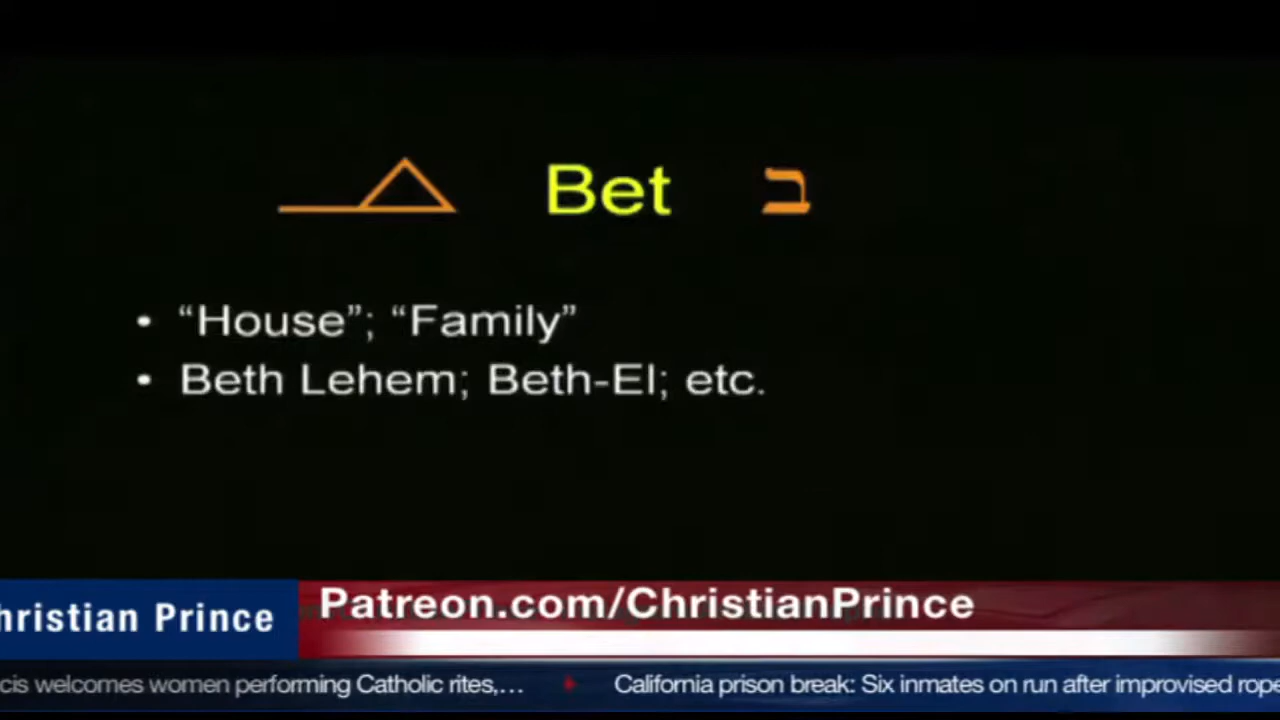 Bet ב
• “House”; “Family”
• Beth Lehem; Beth-El; etc.
hristian Prince
Patreon.com/ChristianPrince
cis welcomes women performing Catholic rites,...
California prison break: Six inmates on run after improvised rope